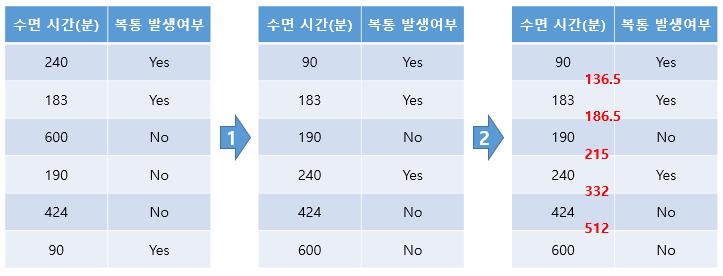 수면 시간(분) 복통 발생여부
240 Yes
183 Yes
600 No
190 No
424 No
90 Yes
1
수면 시간(분) 복통 발생여부
90 Yes
183 Yes
190 No
240 Yes
424 No
600 No
2
수면 시간(분) 복통 발생여부
90 Yes
136.5
183 Yes
186.5
190 No
215
240 Yes
332
424 No
512
600 No